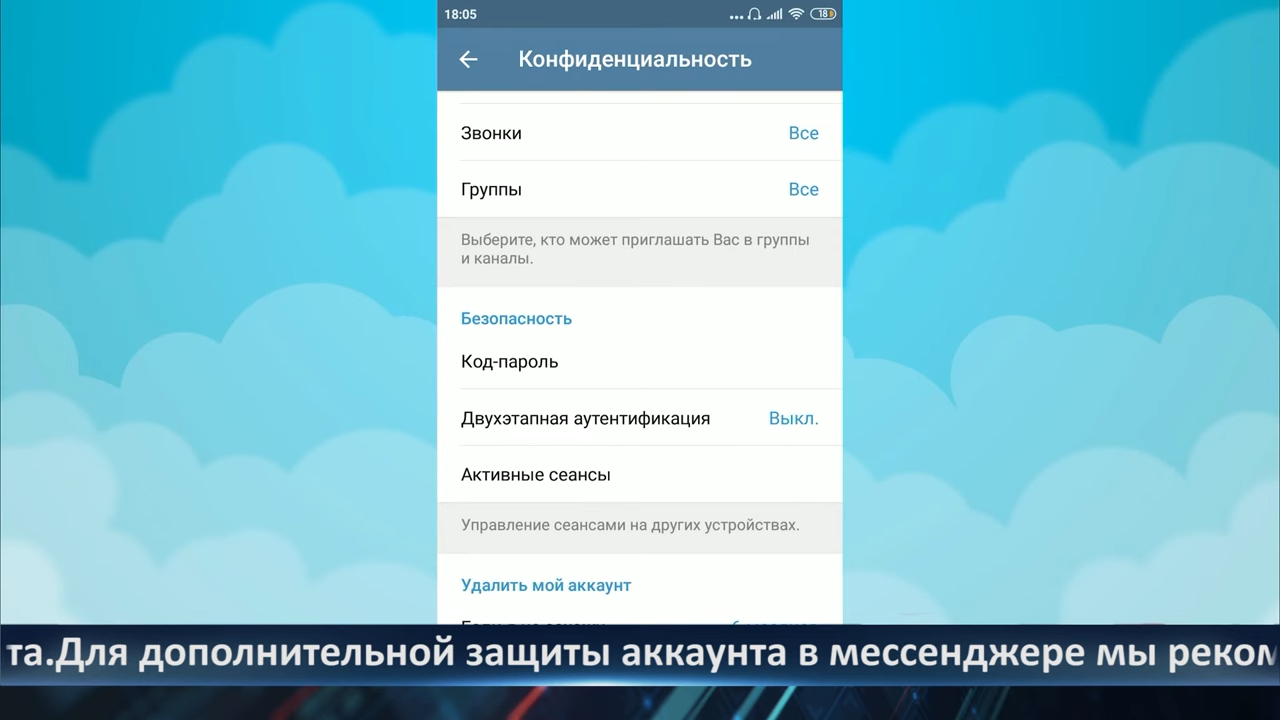 18:05
18
Конфиденциальность
Звонки Все
Группы Все
Выберите, кто может приглашать Вас в группы
и каналы.
Безопасность
Код-пароль
Двухэтапная аутентификация Выкл.
Активные сеансы
Управление сеансами на других устройствах.
Удалить мой аккаунт
та.Для дополнительной защиты аккаунта в мессенджере мы реком